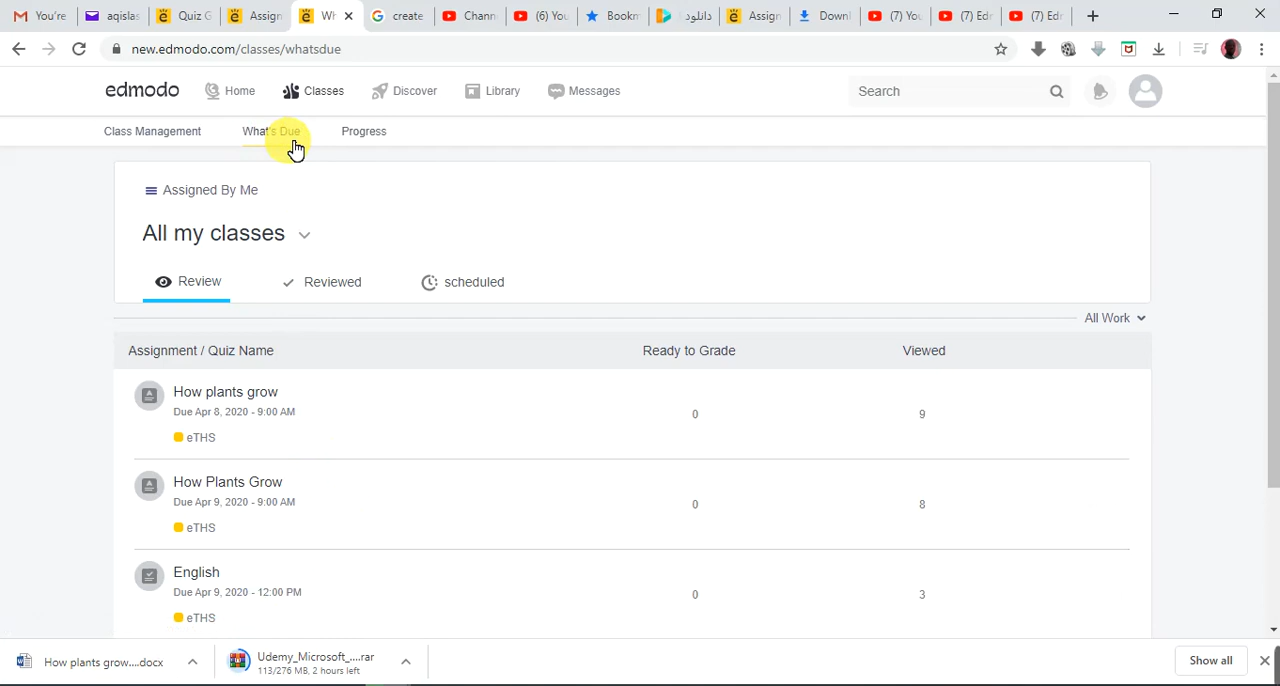 You're
aqislas
Quiz G
Assign
Wh
create
Chann
(6) You
Bookm
دانلود
Assign
Downl
(7) You
(7) Edr
(7) Edr
new.edmodo.com/classes/whatsdue
edmodo Home Classes Discover Library Messages Search
Class Management What's Due Progress
Assigned By Me
All my classes
Review Reviewed scheduled
All Work
Assignment / Quiz Name Ready to Grade Viewed
How plants grow
Due Apr 8, 2020 - 9:00 AM
0 9
eTHS
How Plants Grow
Due Apr 9, 2020 - 9:00 AM
0 8
eTHS
English
Due Apr 9, 2020 - 12:00 PM
0 3
eTHS
How plants grow....docx
Udemy_Microsoft_....rar
113/276 MB, 2 hours left
Show all